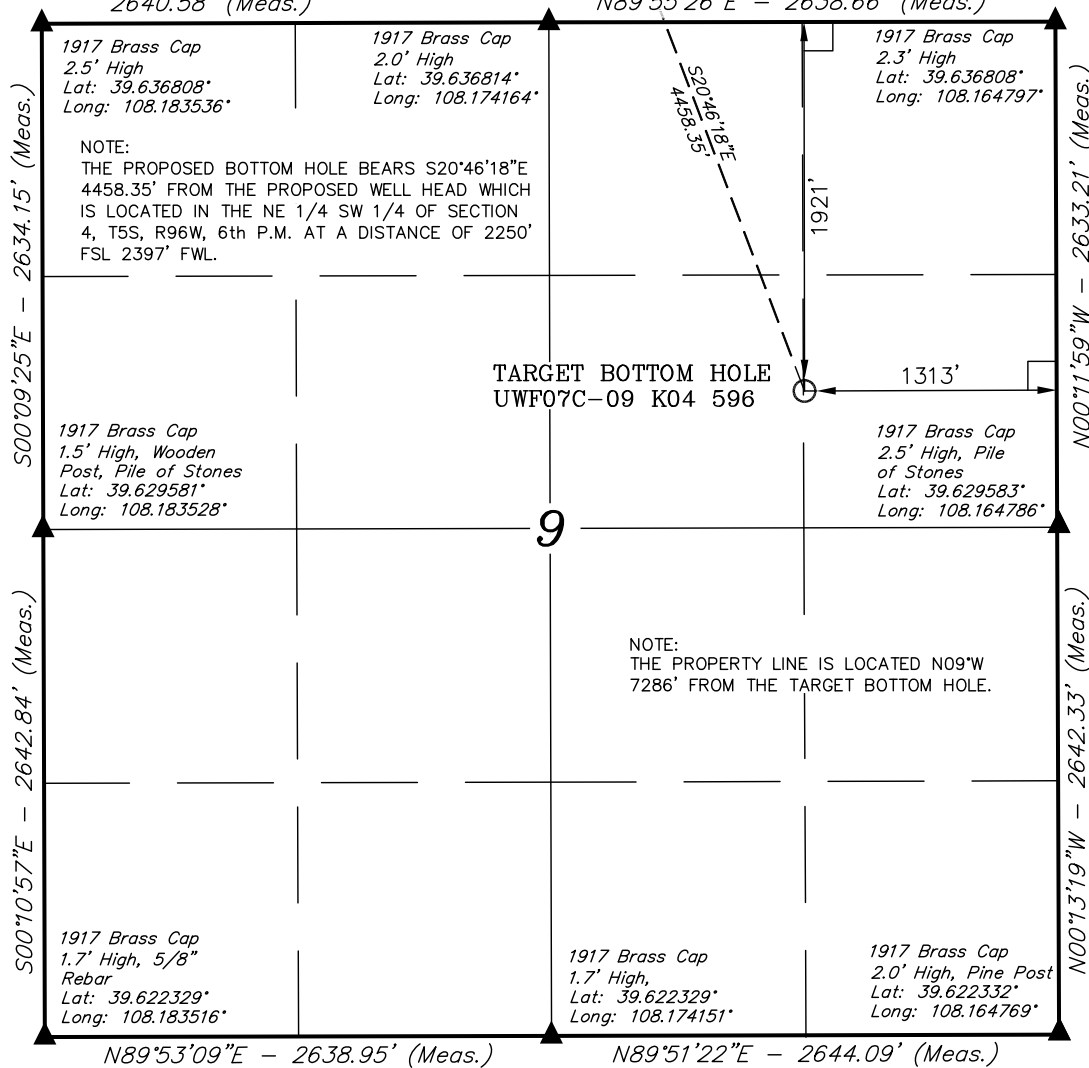 2640.58' (Meas.)
N89°55'26"E - 2638.66' (Meas.)
1917 Brass Cap
2.5' High
Lat: 39.636808°
Long: 108.183536°
1917 Brass Cap
2.0' High
Lat: 39.636814°
Long: 108.174164°
1917 Brass Cap
2.3' High
Lat: 39.636808°
Long: 108.164797°
S00°09'25"E - 2634.15' (Meas.)
NOTE:
THE PROPOSED BOTTOM HOLE BEARS S20°46'18"E
4458.35' FROM THE PROPOSED WELL HEAD WHICH
IS LOCATED IN THE NE 1/4 SW 1/4 OF SECTION
4, T5S, R96W, 6th P.M. AT A DISTANCE OF 2250'
FSL 2397' FWL.
S20°46'18"E
4458.35'
1921'
N00°11'59"W - 2633.21' (Meas.)
TARGET BOTTOM HOLE
UWF07C-09 K04 596
1313'
1917 Brass Cap
1.5' High, Wooden
Post, Pile of Stones
Lat: 39.629581°
Long: 108.183528°
1917 Brass Cap
2.5' High, Pile
of Stones
Lat: 39.629583°
Long: 108.164786°
9
S00°10'57"E - 2642.84' (Meas.)
NOTE:
THE PROPERTY LINE IS LOCATED N09°W
7286' FROM THE TARGET BOTTOM HOLE.
N00°13'19"W - 2642.33' (Meas.)
1917 Brass Cap
1.7' High, 5/8"
Rebar
Lat: 39.622329°
Long: 108.183516°
1917 Brass Cap
1.7' High,
Lat: 39.622329°
Long: 108.174151°
1917 Brass Cap
2.0' High, Pine Post
Lat: 39.622332°
Long: 108.164769°
N89°53'09"E - 2638.95' (Meas.)
N89°51'22"E - 2644.09' (Meas.)